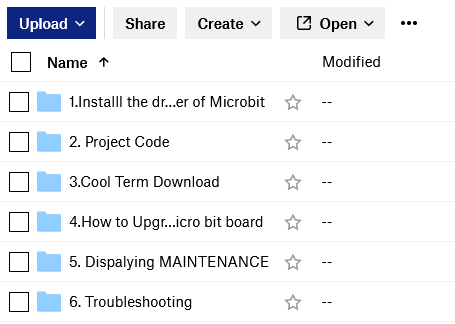 Upload Share Create Open •••
Name ↑ Modified
1.Installl the dr...er of Microbit --
2. Project Code --
3.Cool Term Download --
4.How to Upgr...icro bit board --
5. Dispalying MAINTENANCE --
6. Troubleshooting --